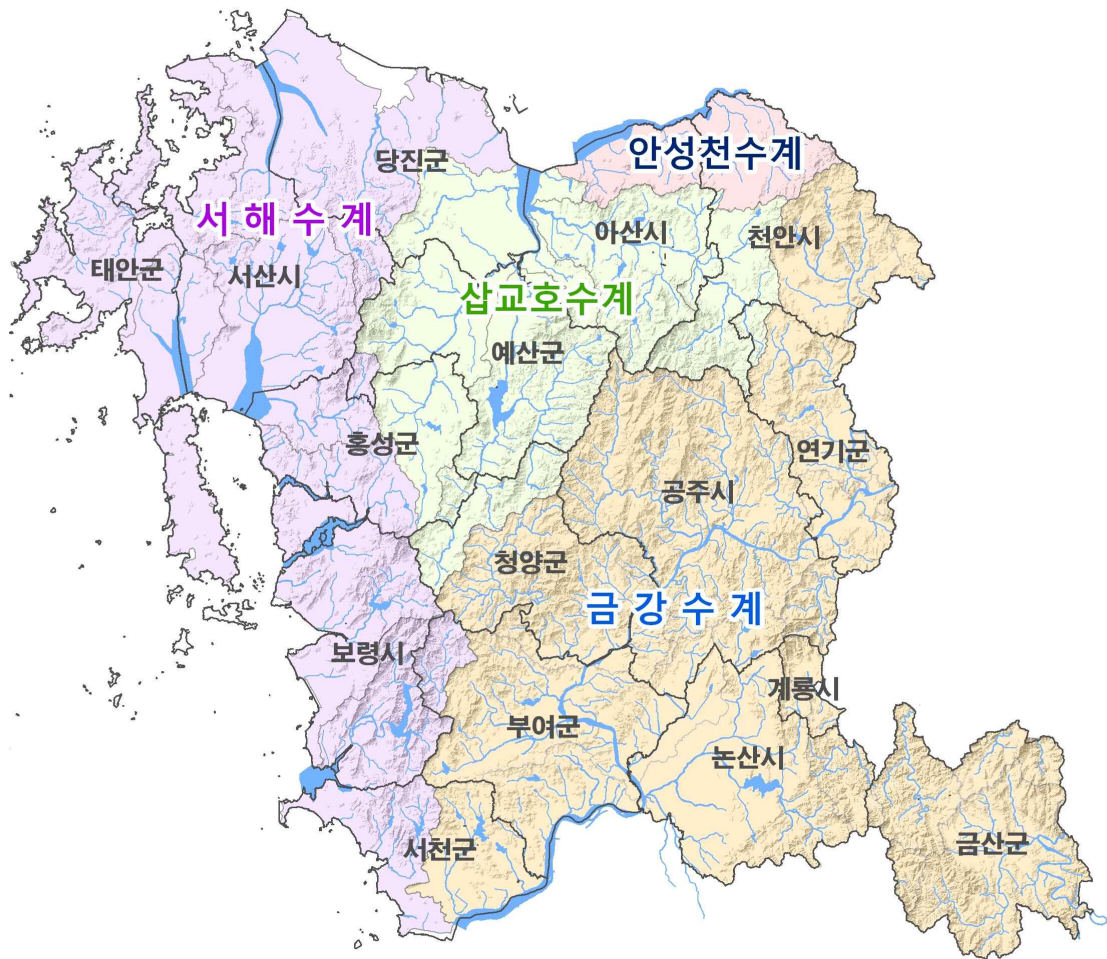 안성천수계
당진군
서 해 수 계
아산시
천안시
태안군
서산시
삽교호수계
예산군
홍성군
연기군
공주시
청양군
금 강 수 계
보령시
계룡시
부여군
논산시
서천군
금산군